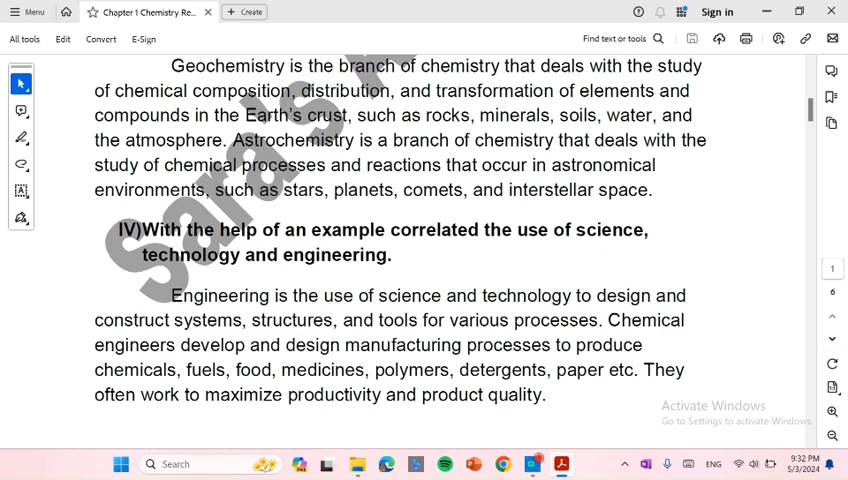 Menu
Chapter 1 Chemistry Re...
Create
Sign in
All tools
Edit
Convert
E-Sign
Find text or tools
Geochemistry is the branch of chemistry that deals with the study
of chemical composition, distribution, and transformation of elements and
compounds in the Earth's crust, such as rocks, minerals, soils, water, and
the atmosphere. Astrochemistry is a branch of chemistry that deals with the
study of chemical processes and reactions that occur in astronomical
environments, such as stars, planets, comets, and interstellar space.
IV)With the help of an example correlated the use of science,
technology and engineering.
Engineering is the use of science and technology to design and
construct systems, structures, and tools for various processes. Chemical
engineers develop and design manufacturing processes to produce
chemicals, fuels, food, medicines, polymers, detergents, paper etc. They
often work to maximize productivity and product quality.
Sara's
1
6
Activate Windows
Go to Settings to activate Windows.
Search
ENG
9:32 PM
5/3/2024